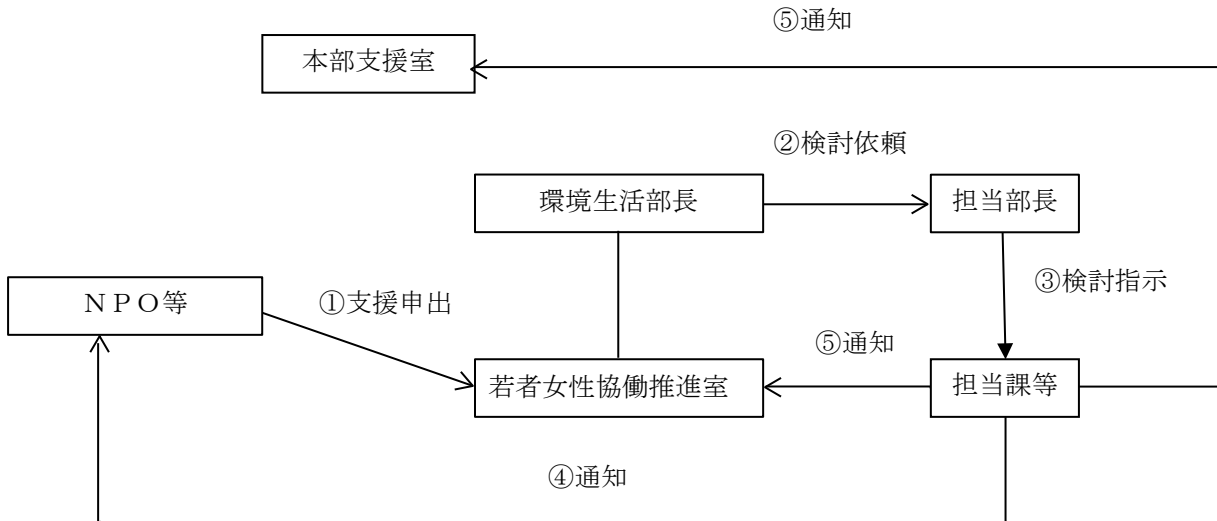 ⑤通知
本部支援室
②検討依頼
環境生活部長
担当部長
③検討指示
ＮＰＯ等
①支援申出
⑤通知
若者女性協働推進室
担当課等
④通知